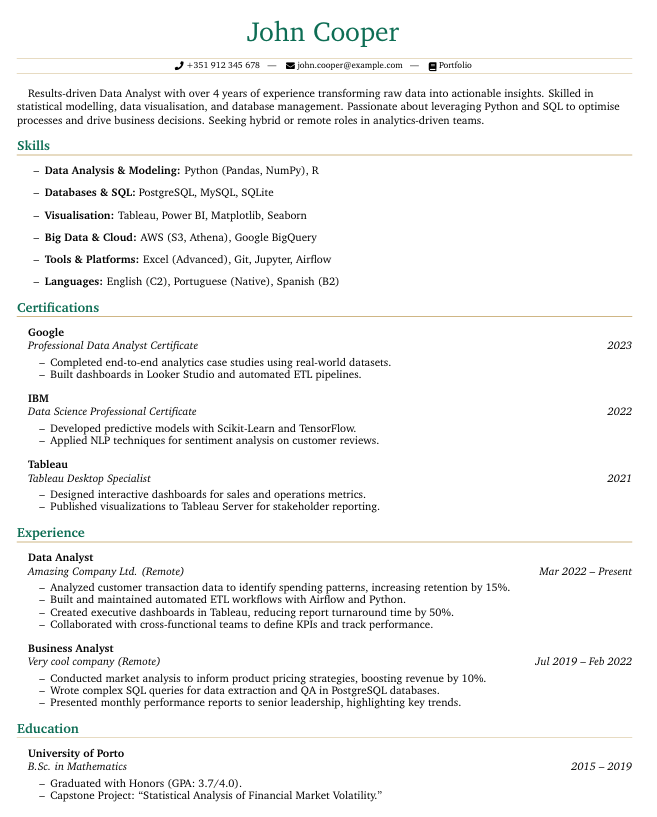 John Cooper
+351 912 345 678 — john.cooper@example.com — Portfolio
Results-driven Data Analyst with over 4 years of experience transforming raw data into actionable insights. Skilled in
statistical modelling, data visualisation, and database management. Passionate about leveraging Python and SQL to optimise
processes and drive business decisions. Seeking hybrid or remote roles in analytics-driven teams.
Skills
– Data Analysis & Modeling: Python (Pandas, NumPy), R
– Databases & SQL: PostgreSQL, MySQL, SQLite
– Visualisation: Tableau, Power BI, Matplotlib, Seaborn
– Big Data & Cloud: AWS (S3, Athena), Google BigQuery
– Tools & Platforms: Excel (Advanced), Git, Jupyter, Airflow
– Languages: English (C2), Portuguese (Native), Spanish (B2)
Certifications
Google
Professional Data Analyst Certificate 2023
– Completed end-to-end analytics case studies using real-world datasets.
– Built dashboards in Looker Studio and automated ETL pipelines.
IBM
Data Science Professional Certificate 2022
– Developed predictive models with Scikit-Learn and TensorFlow.
– Applied NLP techniques for sentiment analysis on customer reviews.
Tableau
Tableau Desktop Specialist 2021
– Designed interactive dashboards for sales and operations metrics.
– Published visualizations to Tableau Server for stakeholder reporting.
Experience
Data Analyst
Amazing Company Ltd. (Remote) Mar 2022 – Present
– Analyzed customer transaction data to identify spending patterns, increasing retention by 15%.
– Built and maintained automated ETL workflows with Airflow and Python.
– Created executive dashboards in Tableau, reducing report turnaround time by 50%.
– Collaborated with cross-functional teams to define KPIs and track performance.
Business Analyst
Very cool company (Remote) Jul 2019 – Feb 2022
– Conducted market analysis to inform product pricing strategies, boosting revenue by 10%.
– Wrote complex SQL queries for data extraction and QA in PostgreSQL databases.
– Presented monthly performance reports to senior leadership, highlighting key trends.
Education
University of Porto
B.Sc. in Mathematics 2015 – 2019
– Graduated with Honors (GPA: 3.7/4.0).
– Capstone Project: “Statistical Analysis of Financial Market Volatility.”